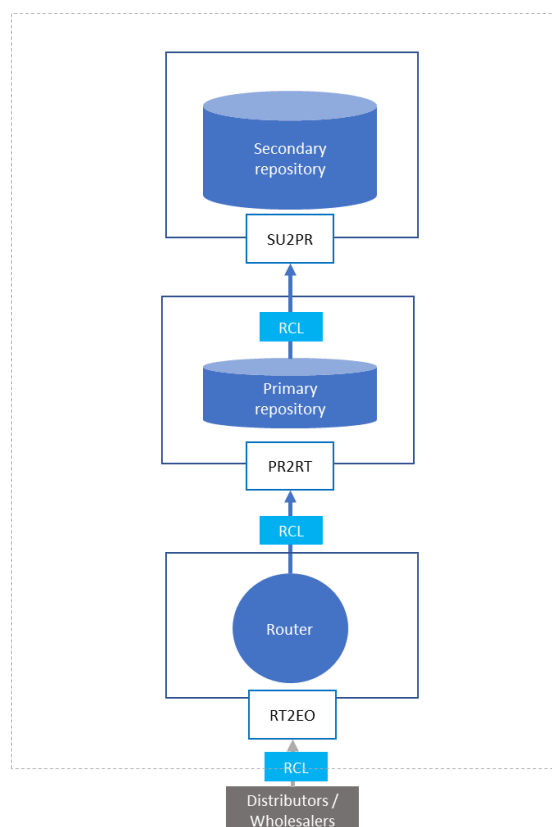 Secondary
repository
SU2PR
RCL
Primary
repository
PR2RT
RCL
Router
RT2EO
RCL
Distributors /
Wholesalers